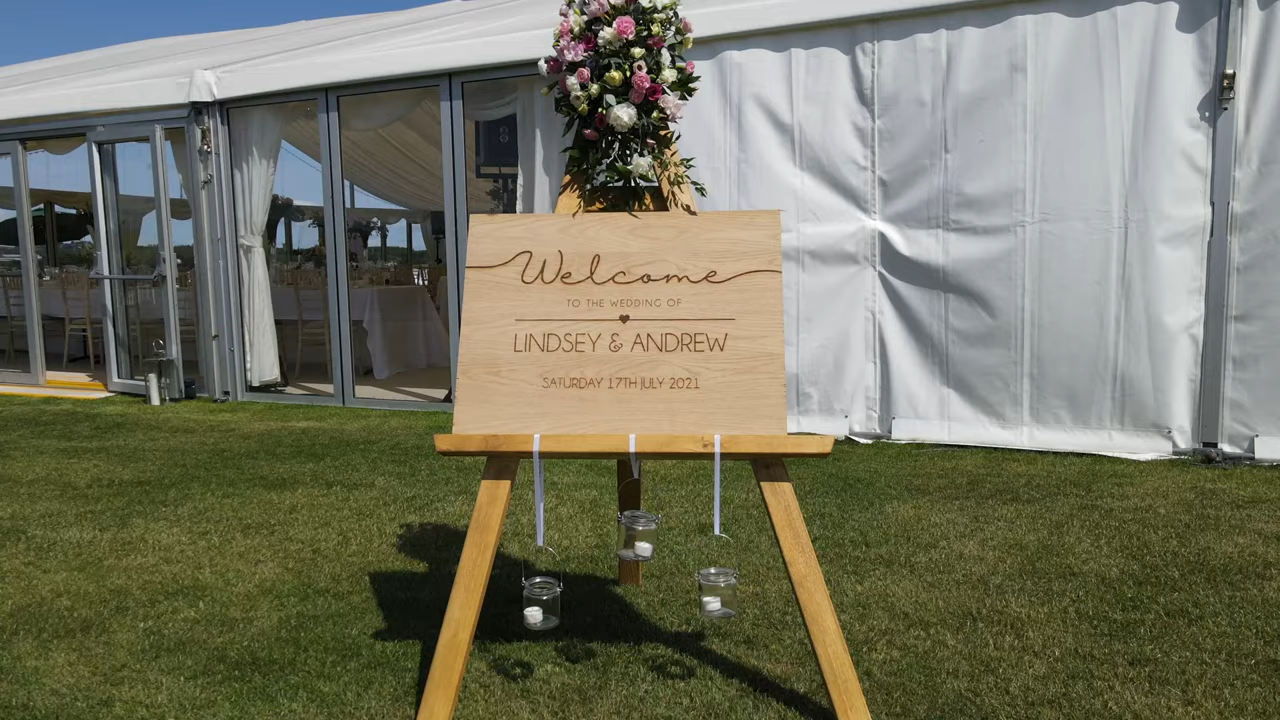 Welcome
TO THE WEDDING OF
LINDSEY & ANDREW
SATURDAY 17TH JULY 2021